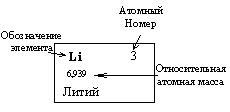 Атомный
Номер
Обозначение
элемента
Li
3
6,939
Относительная
атомная масса
Литий